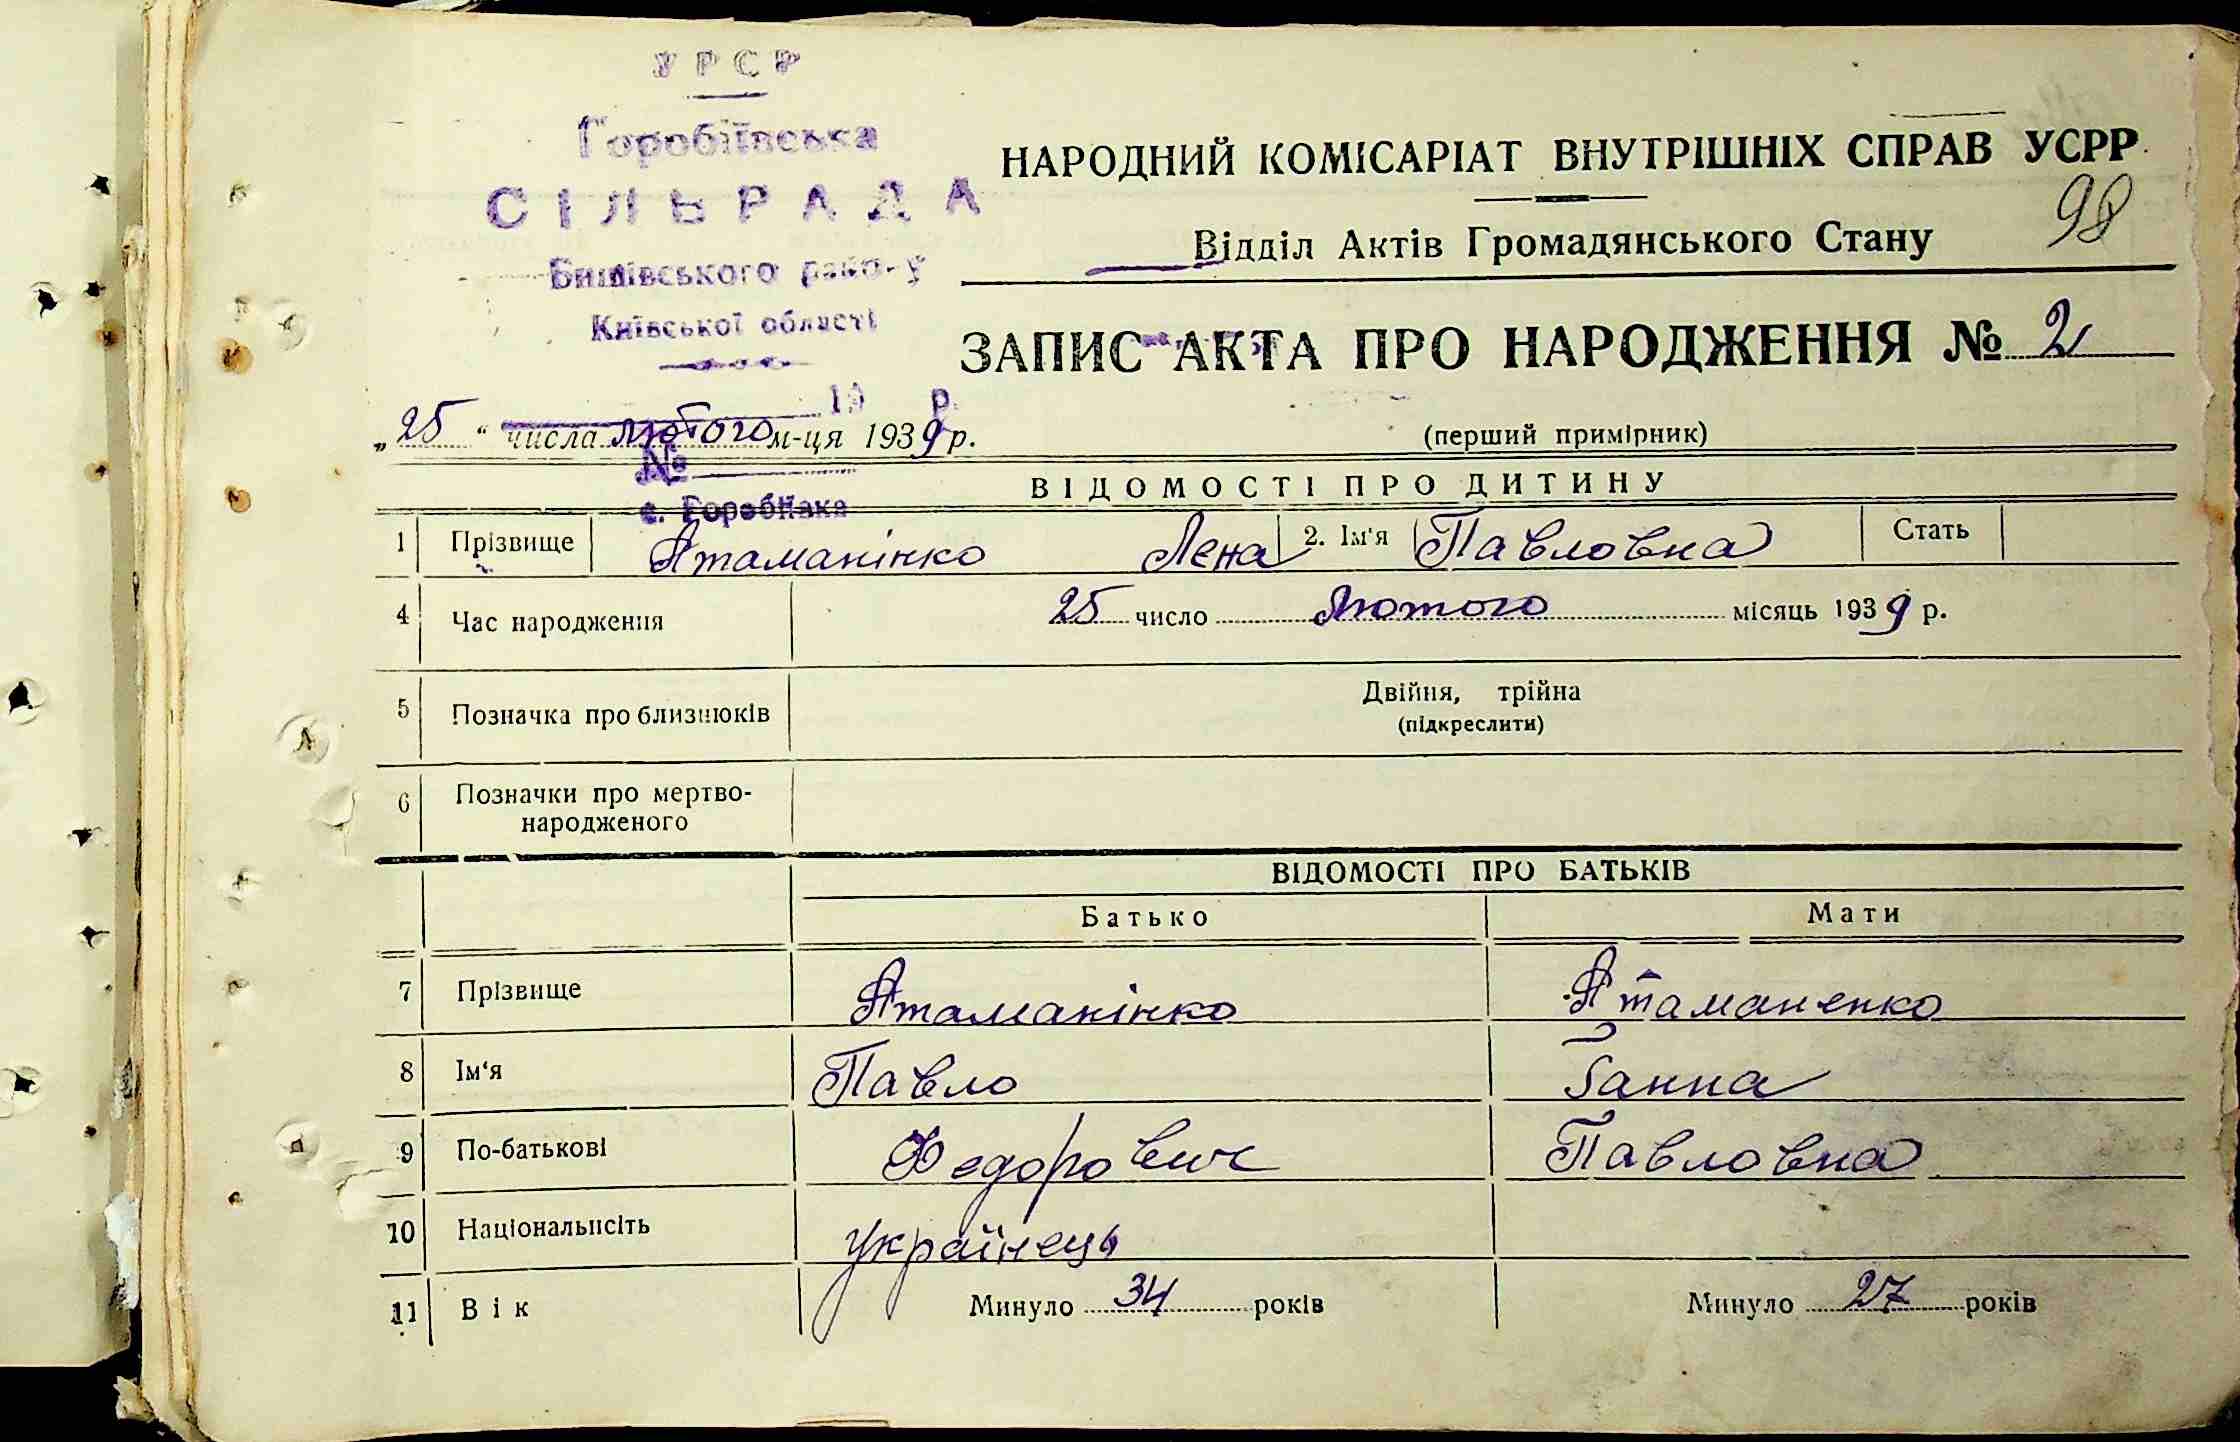 УРСР
Горобіївська
СІЛЬРАДА
району
Київської області
НАРОДНИЙ КОМІСАРІАТ ВНУТРІШНІХ СПРАВ УСРР
98
Відділ Актів Громадянського Стану
ЗАПИС АКТА ПРО НАРОДЖЕННЯ № 2
19 р.
„25“ числа лютого м-ця 1939 р.
(перший примірник)
№
с. Горобіївка
ВІДОМОСТІ ПРО ДИТИНУ
1 Прізвище Атаманінко Лена 2. Ім'я Павловна Стать
4 Час народження 25 число Лютого місяць 1939 р.
5 Позначка про близнюків Двійня, трійна
(підкреслити)
6 Позначки про мертво-
народженого
ВІДОМОСТІ ПРО БАТЬКІВ
Батько Мати
7 Прізвище Атаманінко Атаманенко
8 Ім'я Павло Ганна
9 По-батькові Федорович Павловна
10 Національність Українець
11 Вік Минуло 34 років Минуло 27 років